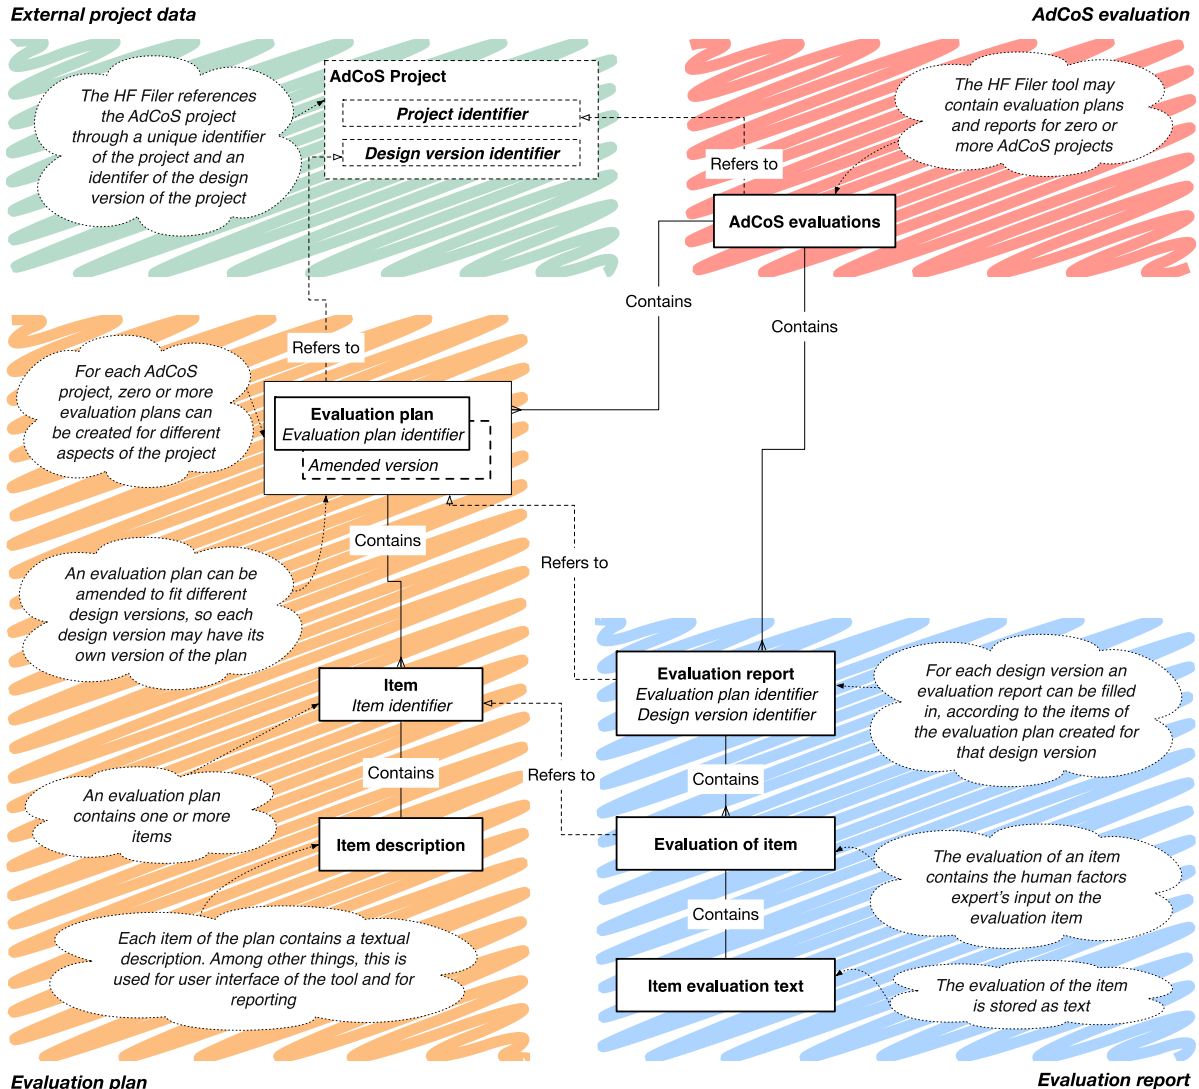 External project data
AdCoS evaluation
The HF Filer references
the AdCoS project
through a unique identifier
of the project and an
identifer of the design
version of the project
AdCoS Project
Project identifier
Design version identifier
The HF Filer tool may
contain evaluation plans
and reports for zero or
more AdCoS projects
Refers to
AdCoS evaluations
Contains
Contains
Refers to
For each AdCoS
project, zero or more
evaluation plans can
be created for different
aspects of the project
Evaluation plan
Evaluation plan identifier
Amended version
Contains
Refers to
An evaluation plan can be
amended to fit different
design versions, so each
design version may have its
own version of the plan
Item
Item identifier
Evaluation report
Evaluation plan identifier
Design version identifier
For each design version an
evaluation report can be filled
in, according to the items of
the evaluation plan created for
that design version
Contains
Refers to
Contains
An evaluation plan
contains one or more
items
Item description
Evaluation of item
The evaluation of an item
contains the human factors
expert's input on the
evaluation item
Contains
Each item of the plan contains a textual
description. Among other things, this is
used for user interface of the tool and for
reporting
Item evaluation text
The evaluation of the item
is stored as text
Evaluation plan
Evaluation report